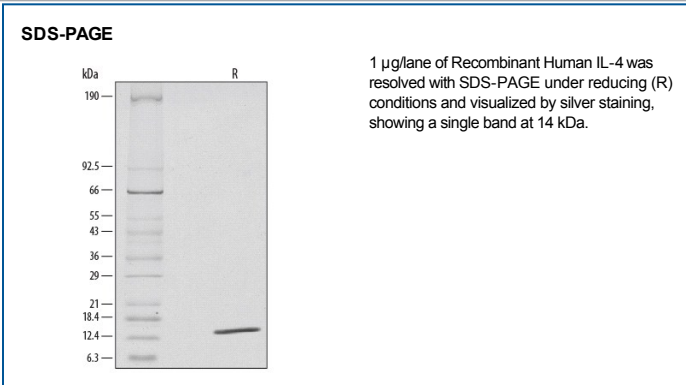 SDS-PAGE
kDa
R
190
92.5
66
55
43
36
29
21
18.4
12.4
6.3
1 µg/lane of Recombinant Human IL-4 was
resolved with SDS-PAGE under reducing (R)
conditions and visualized by silver staining,
showing a single band at 14 kDa.